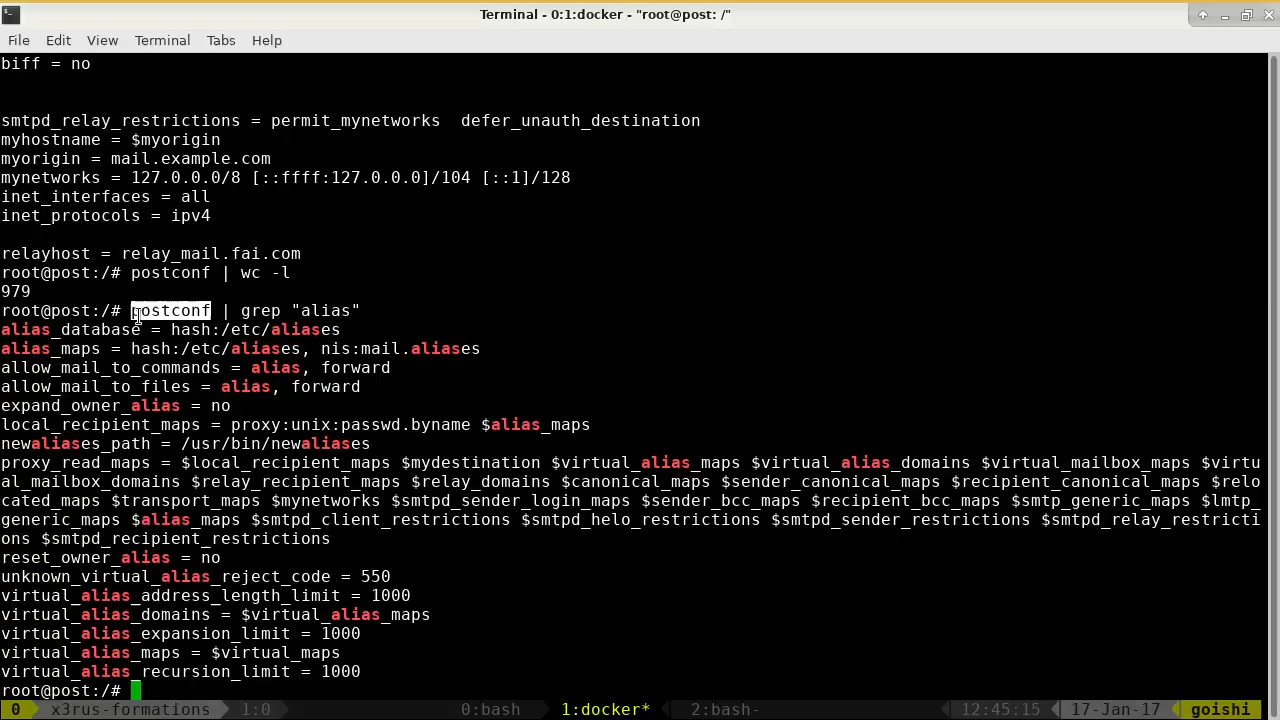 Terminal - 0:1:docker - "root@post: /"
File Edit View Terminal Tabs Help
biff = no
smtpd_relay_restrictions = permit_mynetworks  defer_unauth_destination
myhostname = $myorigin
myorigin = mail.example.com
mynetworks = 127.0.0.0/8 [::ffff:127.0.0.0]/104 [::1]/128
inet_interfaces = all
inet_protocols = ipv4
relayhost = relay_mail.fai.com
root@post:/# postconf | wc -l
979
root@post:/# postconf | grep "alias"
alias_database = hash:/etc/aliases
alias_maps = hash:/etc/aliases, nis:mail.aliases
allow_mail_to_commands = alias, forward
allow_mail_to_files = alias, forward
expand_owner_alias = no
local_recipient_maps = proxy:unix:passwd.byname $alias_maps
newaliases_path = /usr/bin/newaliases
proxy_read_maps = $local_recipient_maps $mydestination $virtual_alias_maps $virtual_alias_domains $virtual_mailbox_maps $virtu
al_mailbox_domains $relay_recipient_maps $relay_domains $canonical_maps $sender_canonical_maps $recipient_canonical_maps $relo
cated_maps $transport_maps $mynetworks $smtpd_sender_login_maps $sender_bcc_maps $recipient_bcc_maps $smtp_generic_maps $lmtp_
generic_maps $alias_maps $smtpd_client_restrictions $smtpd_helo_restrictions $smtpd_sender_restrictions $smtpd_relay_restricti
ons $smtpd_recipient_restrictions
reset_owner_alias = no
unknown_virtual_alias_reject_code = 550
virtual_alias_address_length_limit = 1000
virtual_alias_domains = $virtual_alias_maps
virtual_alias_expansion_limit = 1000
virtual_alias_maps = $virtual_maps
virtual_alias_recursion_limit = 1000
root@post:/#
0 x3rus-formations 1:0 0:bash 1:docker* 2:bash- 12:45:15 17-Jan-17 goishi